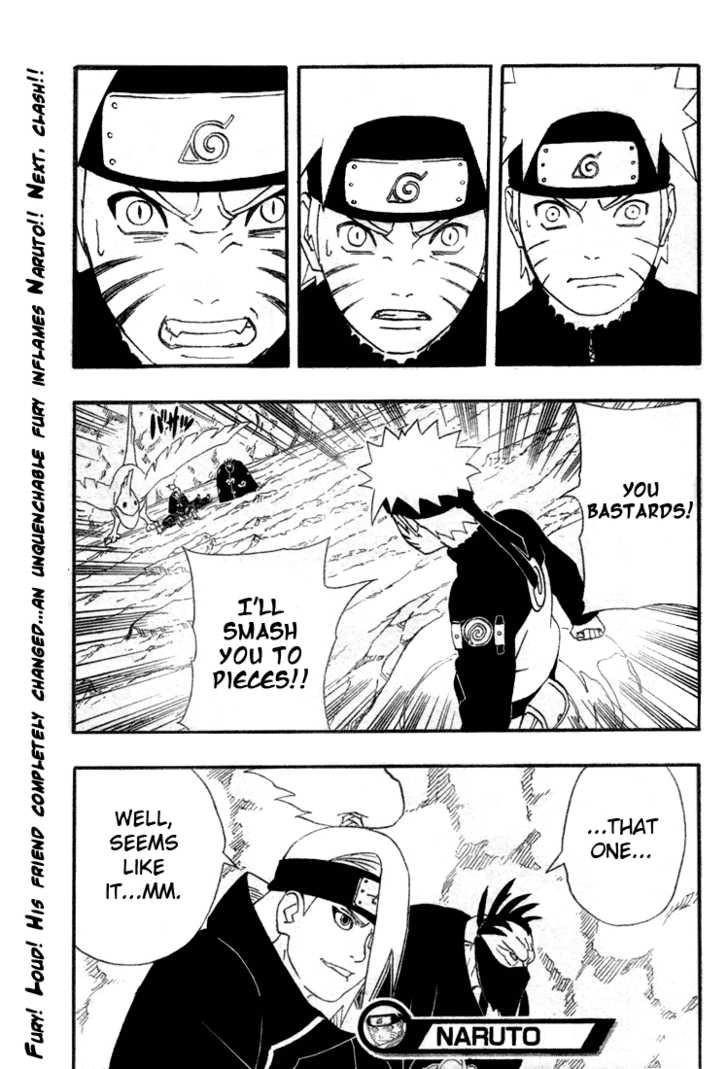 FURY! LOUD! HIS FRIEND COMPLETELY CHANGED...AN UNQUENCHABLE FURY INFLAMES NARUTO!! NEXT, CLASH!!
YOU
BASTARDS!
I'LL
SMASH
YOU TO
PIECES!!
...THAT
ONE...
WELL,
SEEMS
LIKE
IT...MM.
NARUTO